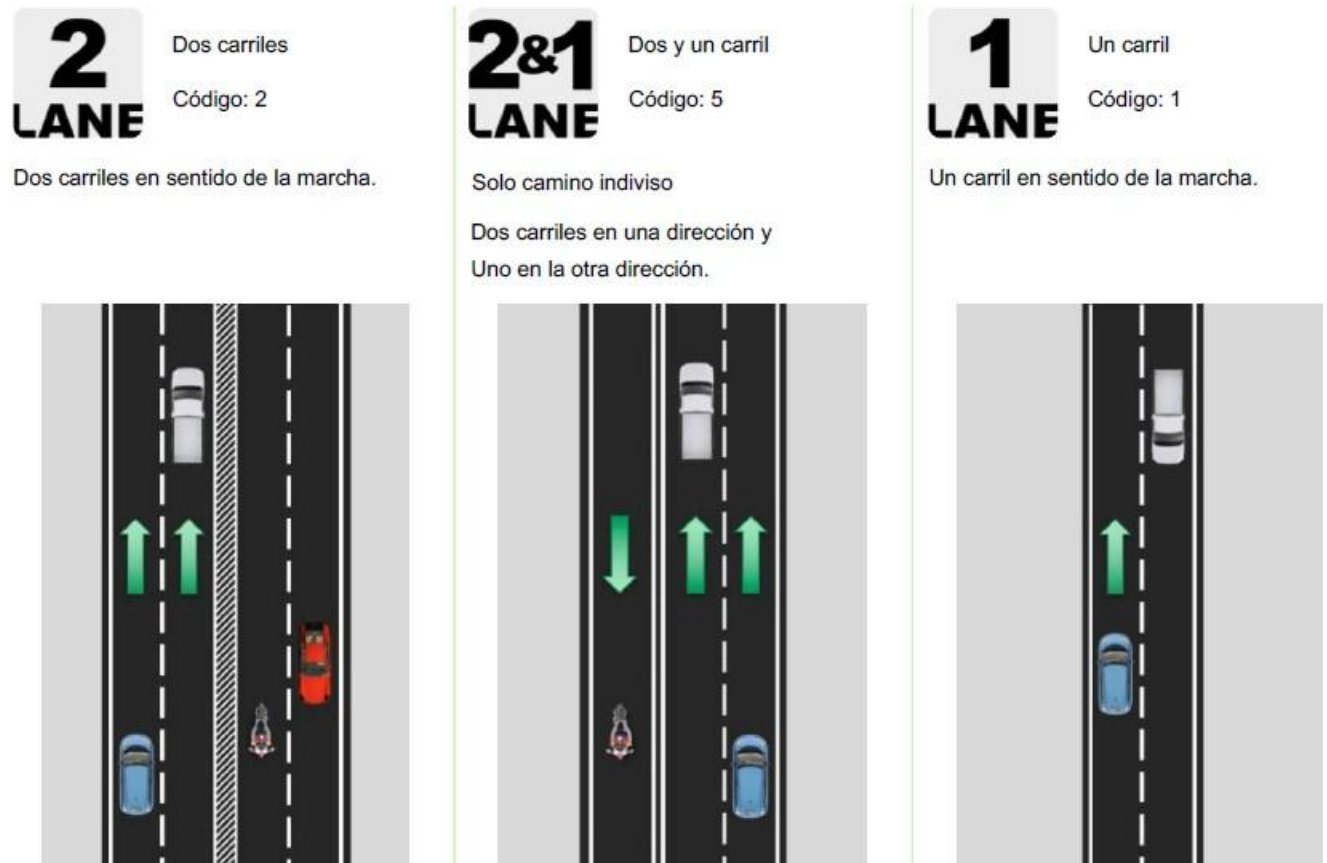 2
LANE
Dos carriles
Código: 2
Dos carriles en sentido de la marcha.
2&1
LANE
Dos y un carril
Código: 5
Solo camino indiviso
Dos carriles en una dirección y
Uno en la otra dirección.
1
LANE
Un carril
Código: 1
Un carril en sentido de la marcha.